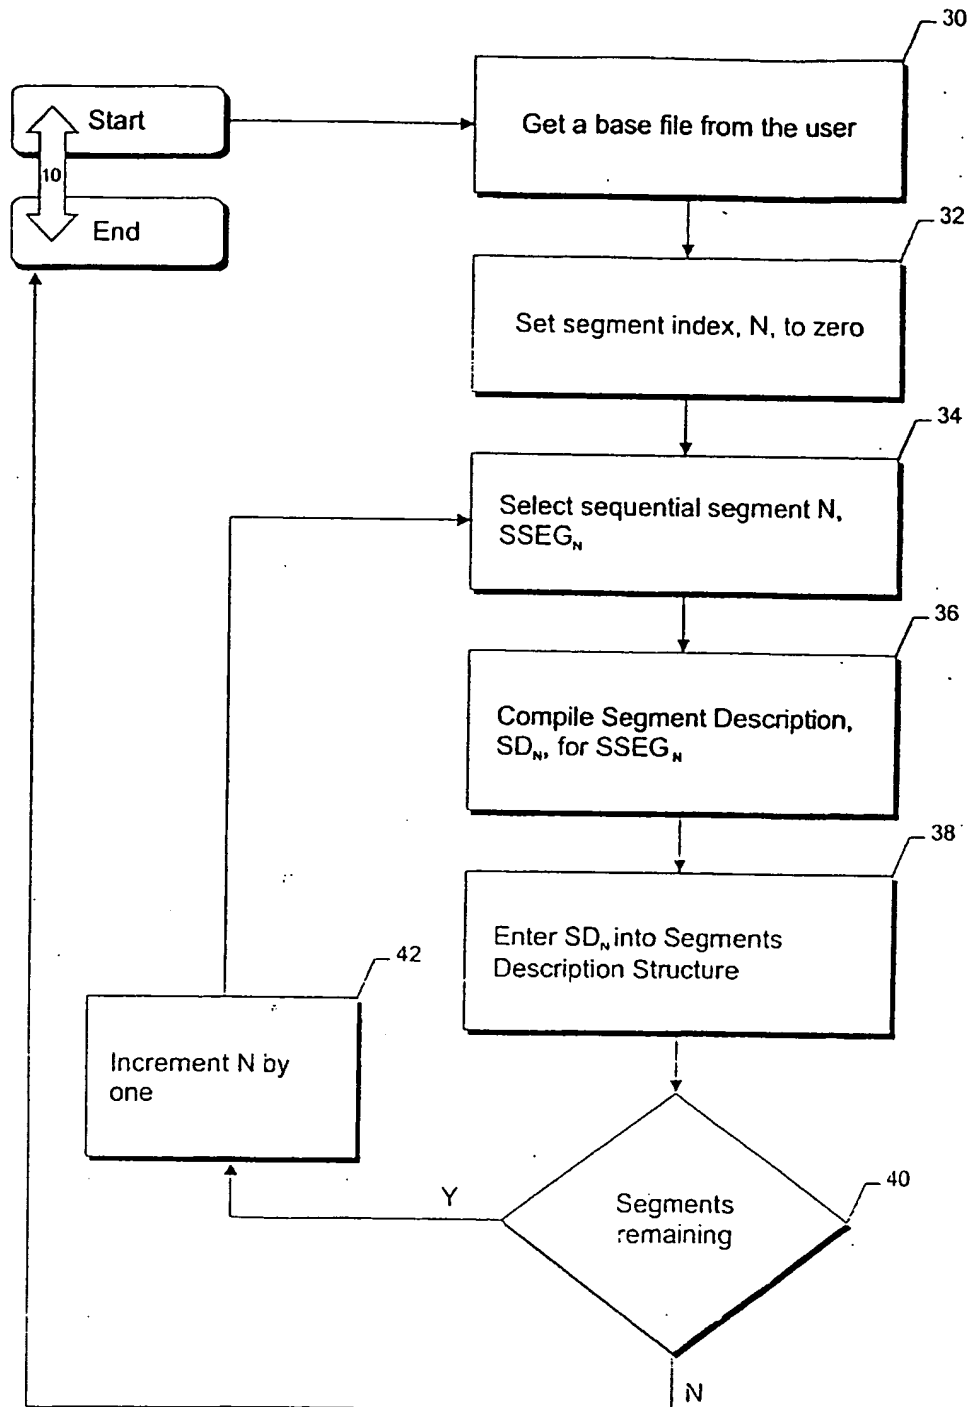 30
Start
Get a base file from the user
10
End
32
Set segment index, N, to zero
34
Select sequential segment N,
SSEG_N
36
Compile Segment Description,
SD_N, for SSEG_N
38
Enter SD_N into Segments
Description Structure
42
Increment N by
one
Y
40
Segments
remaining
N